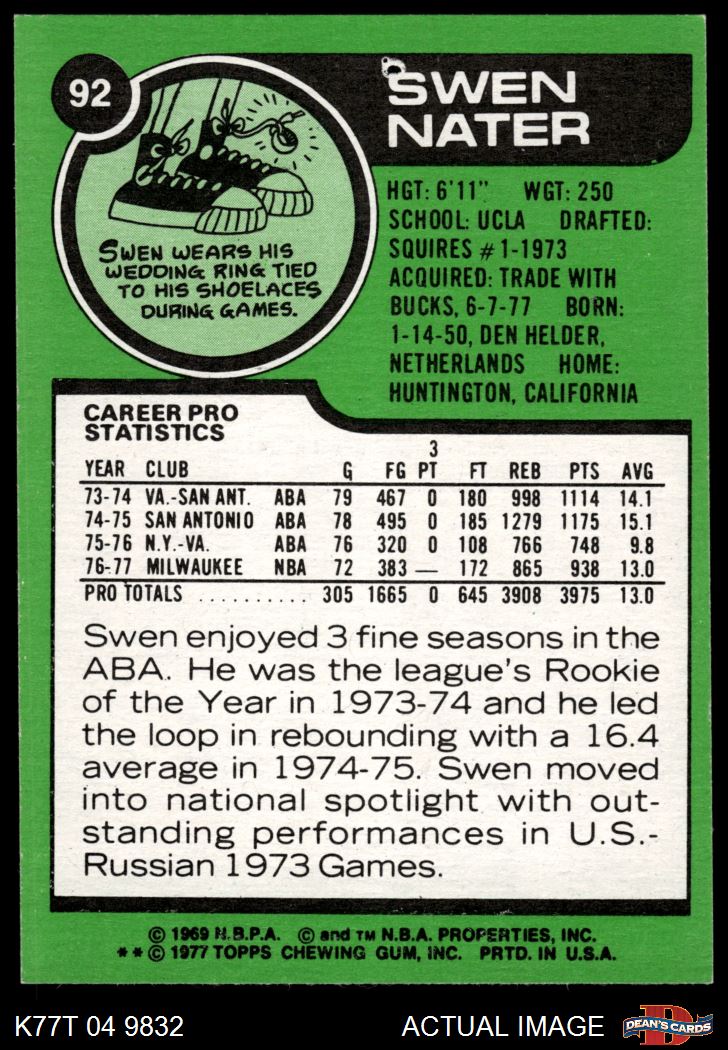 92
SWEN
NATER
SWEN WEARS HIS
WEDDING RING TIED
TO HIS SHOELACES
DURING GAMES.
HGT: 6'11" WGT: 250
SCHOOL: UCLA DRAFTED:
SQUIRES #1-1973
ACQUIRED: TRADE WITH
BUCKS, 6-7-77 BORN:
1-14-50, DEN HELDER,
NETHERLANDS HOME:
HUNTINGTON, CALIFORNIA
CAREER PRO
STATISTICS
YEAR CLUB G FG 3 PT FT REB PTS AVG
73-74 VA.-SAN ANT. ABA 79 467 0 180 998 1114 14.1
74-75 SAN ANTONIO ABA 78 495 0 185 1279 1175 15.1
75-76 N.Y.-VA. ABA 76 320 0 108 766 748 9.8
76-77 MILWAUKEE NBA 72 383 — 172 865 938 13.0
PRO TOTALS .......... 305 1665 0 645 3908 3975 13.0
Swen enjoyed 3 fine seasons in the
ABA. He was the league's Rookie
of the Year in 1973-74 and he led
the loop in rebounding with a 16.4
average in 1974-75. Swen moved
into national spotlight with out-
standing performances in U.S.-
Russian 1973 Games.
© 1969 N.B.P.A. © and TM N.B.A. PROPERTIES, INC.
**© 1977 TOPPS CHEWING GUM, INC. PRTD. IN U.S.A.
K77T 04 9832 ACTUAL IMAGE
D
DEAN'S CARDS